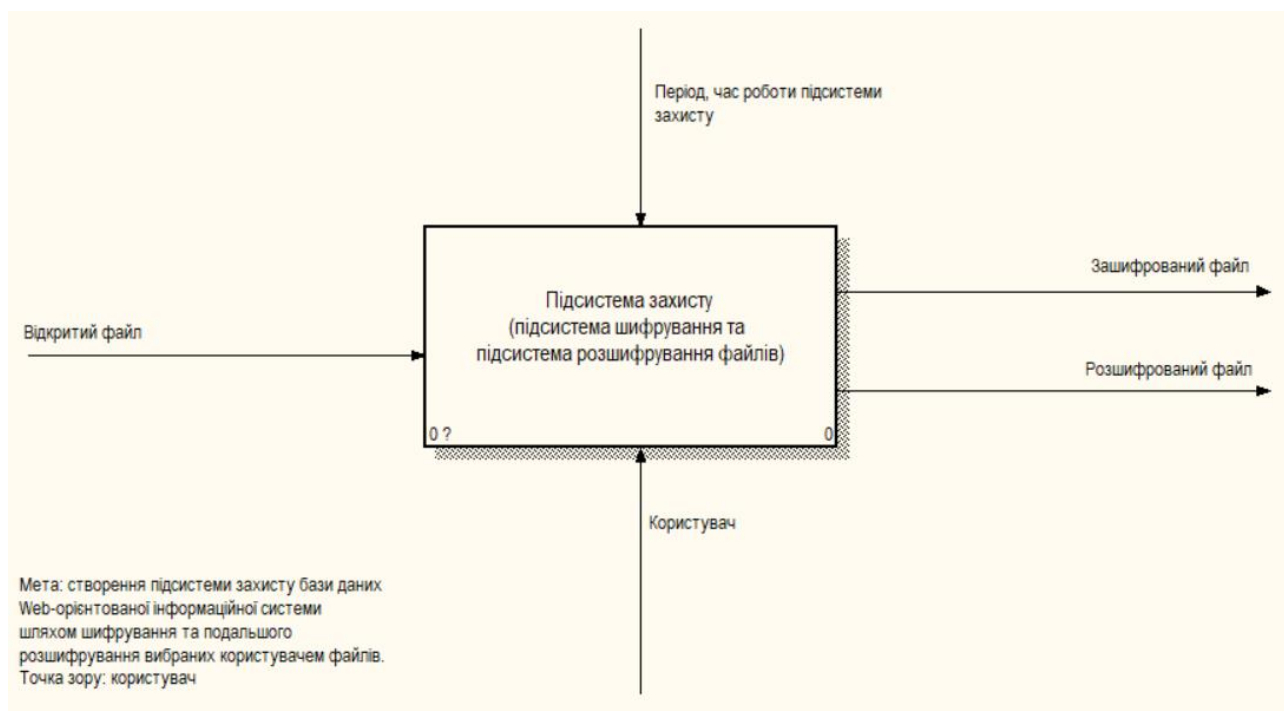 Період, час роботи підсистеми
захисту
Зашифрований файл
Підсистема захисту
(підсистема шифрування та
підсистема розшифрування файлів)
Відкритий файл
Розшифрований файл
0 ?
0
Користувач
Мета: створення підсистеми захисту бази даних
Web-орієнтованої інформаційної системи
шляхом шифрування та подальшого
розшифрування вибраних користувачем файлів.
Точка зору: користувач